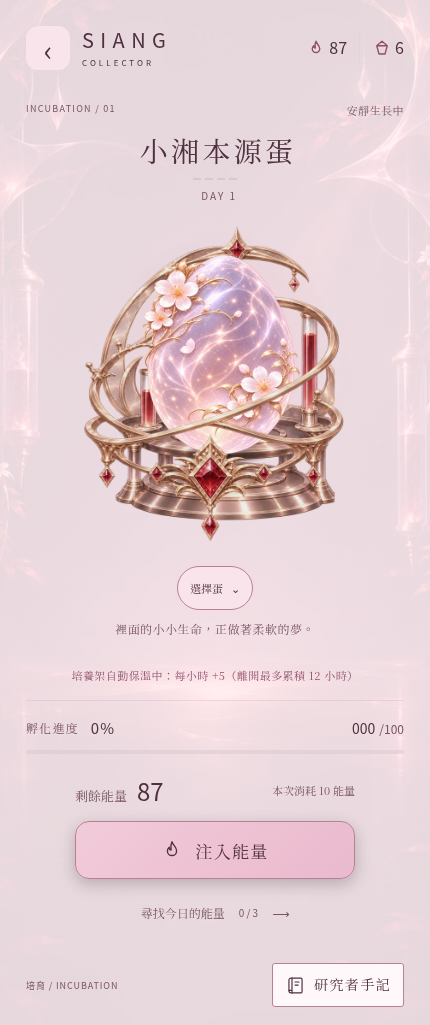 ‹ SIANG
COLLECTOR
87 6
INCUBATION / 01
安靜生長中
小湘本源蛋
DAY 1
選擇蛋 ⌄
裡面的小小生命，正做著柔軟的夢。
培養架自動保溫中：每小時 +5（離開最多累積 12 小時）
孵化進度 0% 000 /100
剩餘能量 87 本次消耗 10 能量
注入能量
尋找今日的能量 0/3 ⟶
培育 / INCUBATION
研究者手記